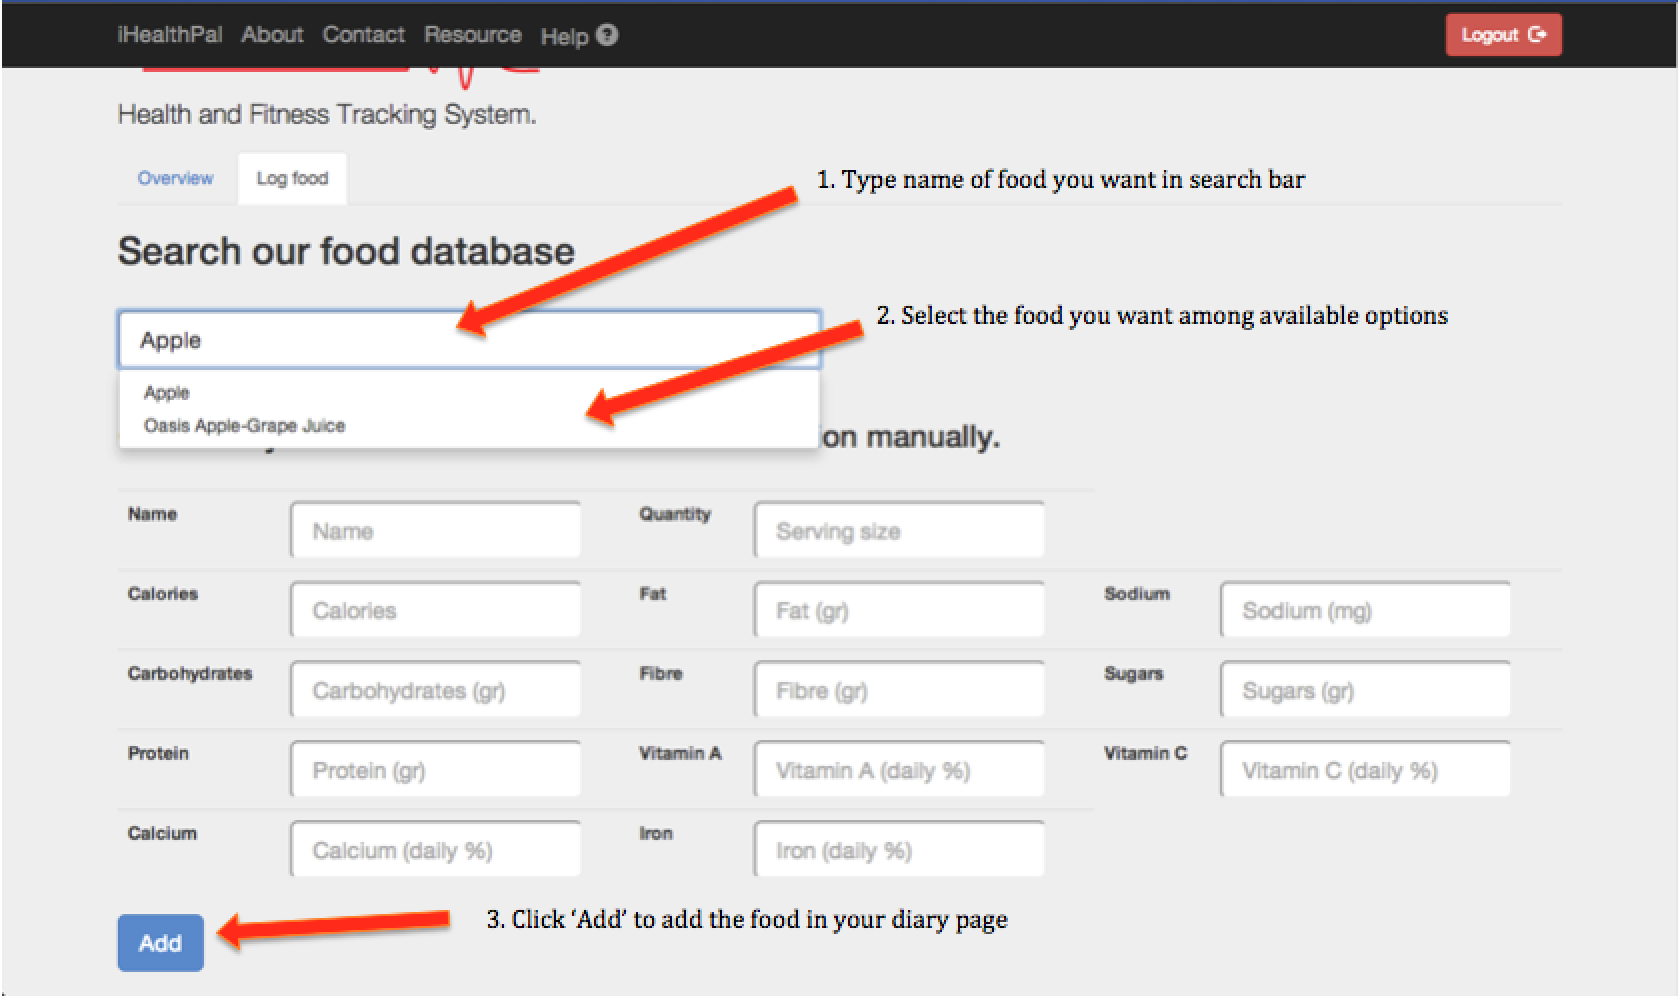 iHealthPal About Contact Resource Help ?
Logout
Health and Fitness Tracking System.
Overview Log food
1. Type name of food you want in search bar
Search our food database
2. Select the food you want among available options
Apple
Apple
Oasis Apple-Grape Juice
on manually.
Name Name Quantity Serving size
Calories Calories Fat Fat (gr) Sodium Sodium (mg)
Carbohydrates Carbohydrates (gr) Fibre Fibre (gr) Sugars Sugars (gr)
Protein Protein (gr) Vitamin A Vitamin A (daily %) Vitamin C Vitamin C (daily %)
Calcium Calcium (daily %) Iron Iron (daily %)
Add
3. Click ‘Add’ to add the food in your diary page